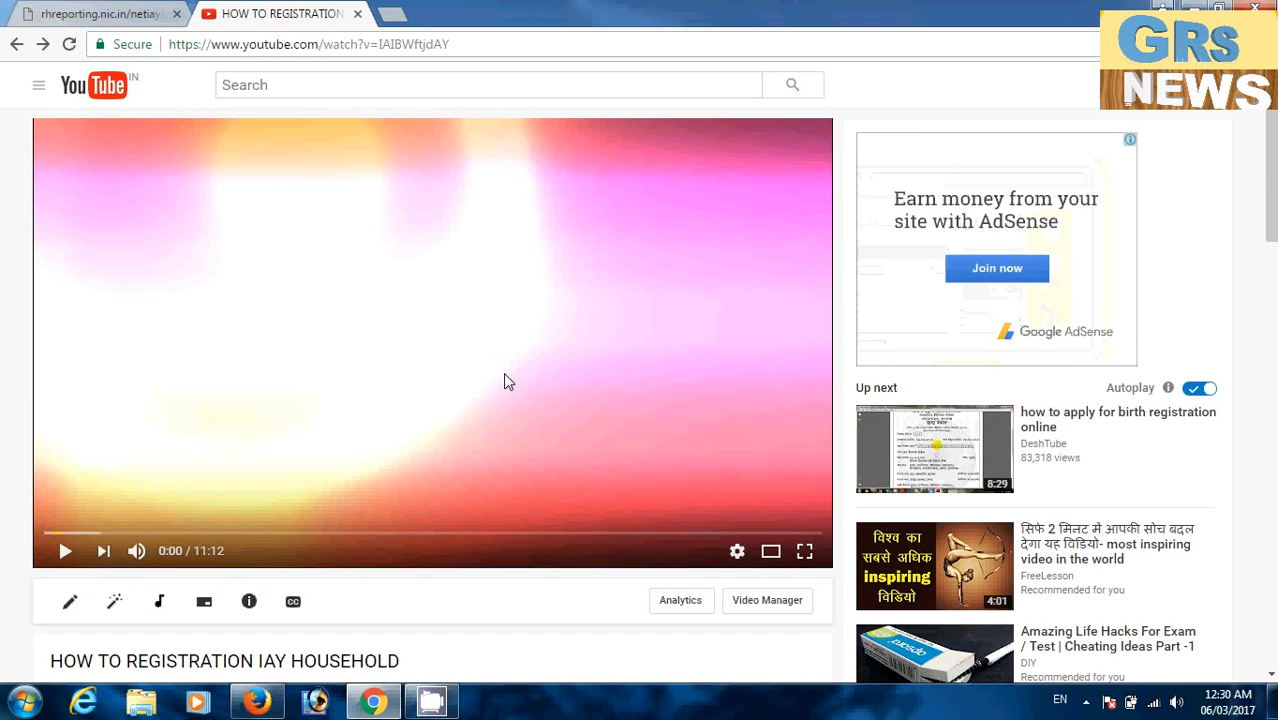 rhreporting.nic.in/netiay
HOW TO REGISTRATION
Secure
https://www.youtube.com/watch?v=IAIBWftjdAY
GRS
NEWS
YouTube IN
Search
Earn money from your
site with AdSense
Join now
Google AdSense
Up next
Autoplay
how to apply for birth registration
online
DeshTube
83,318 views
8:29
सिर्फ 2 मिनट में आपकी सोच बदल
देगा यह विडियो- most inspiring
video in the world
FreeLesson
Recommended for you
विश्व का
सबसे अधिक
inspiring
विडियो
4:01
Amazing Life Hacks For Exam
/ Test | Cheating Ideas Part -1
DIY
Recommended for you
apsara
0:00 / 11:12
CC
Analytics
Video Manager
HOW TO REGISTRATION IAY HOUSEHOLD
EN
12:30 AM
06/03/2017